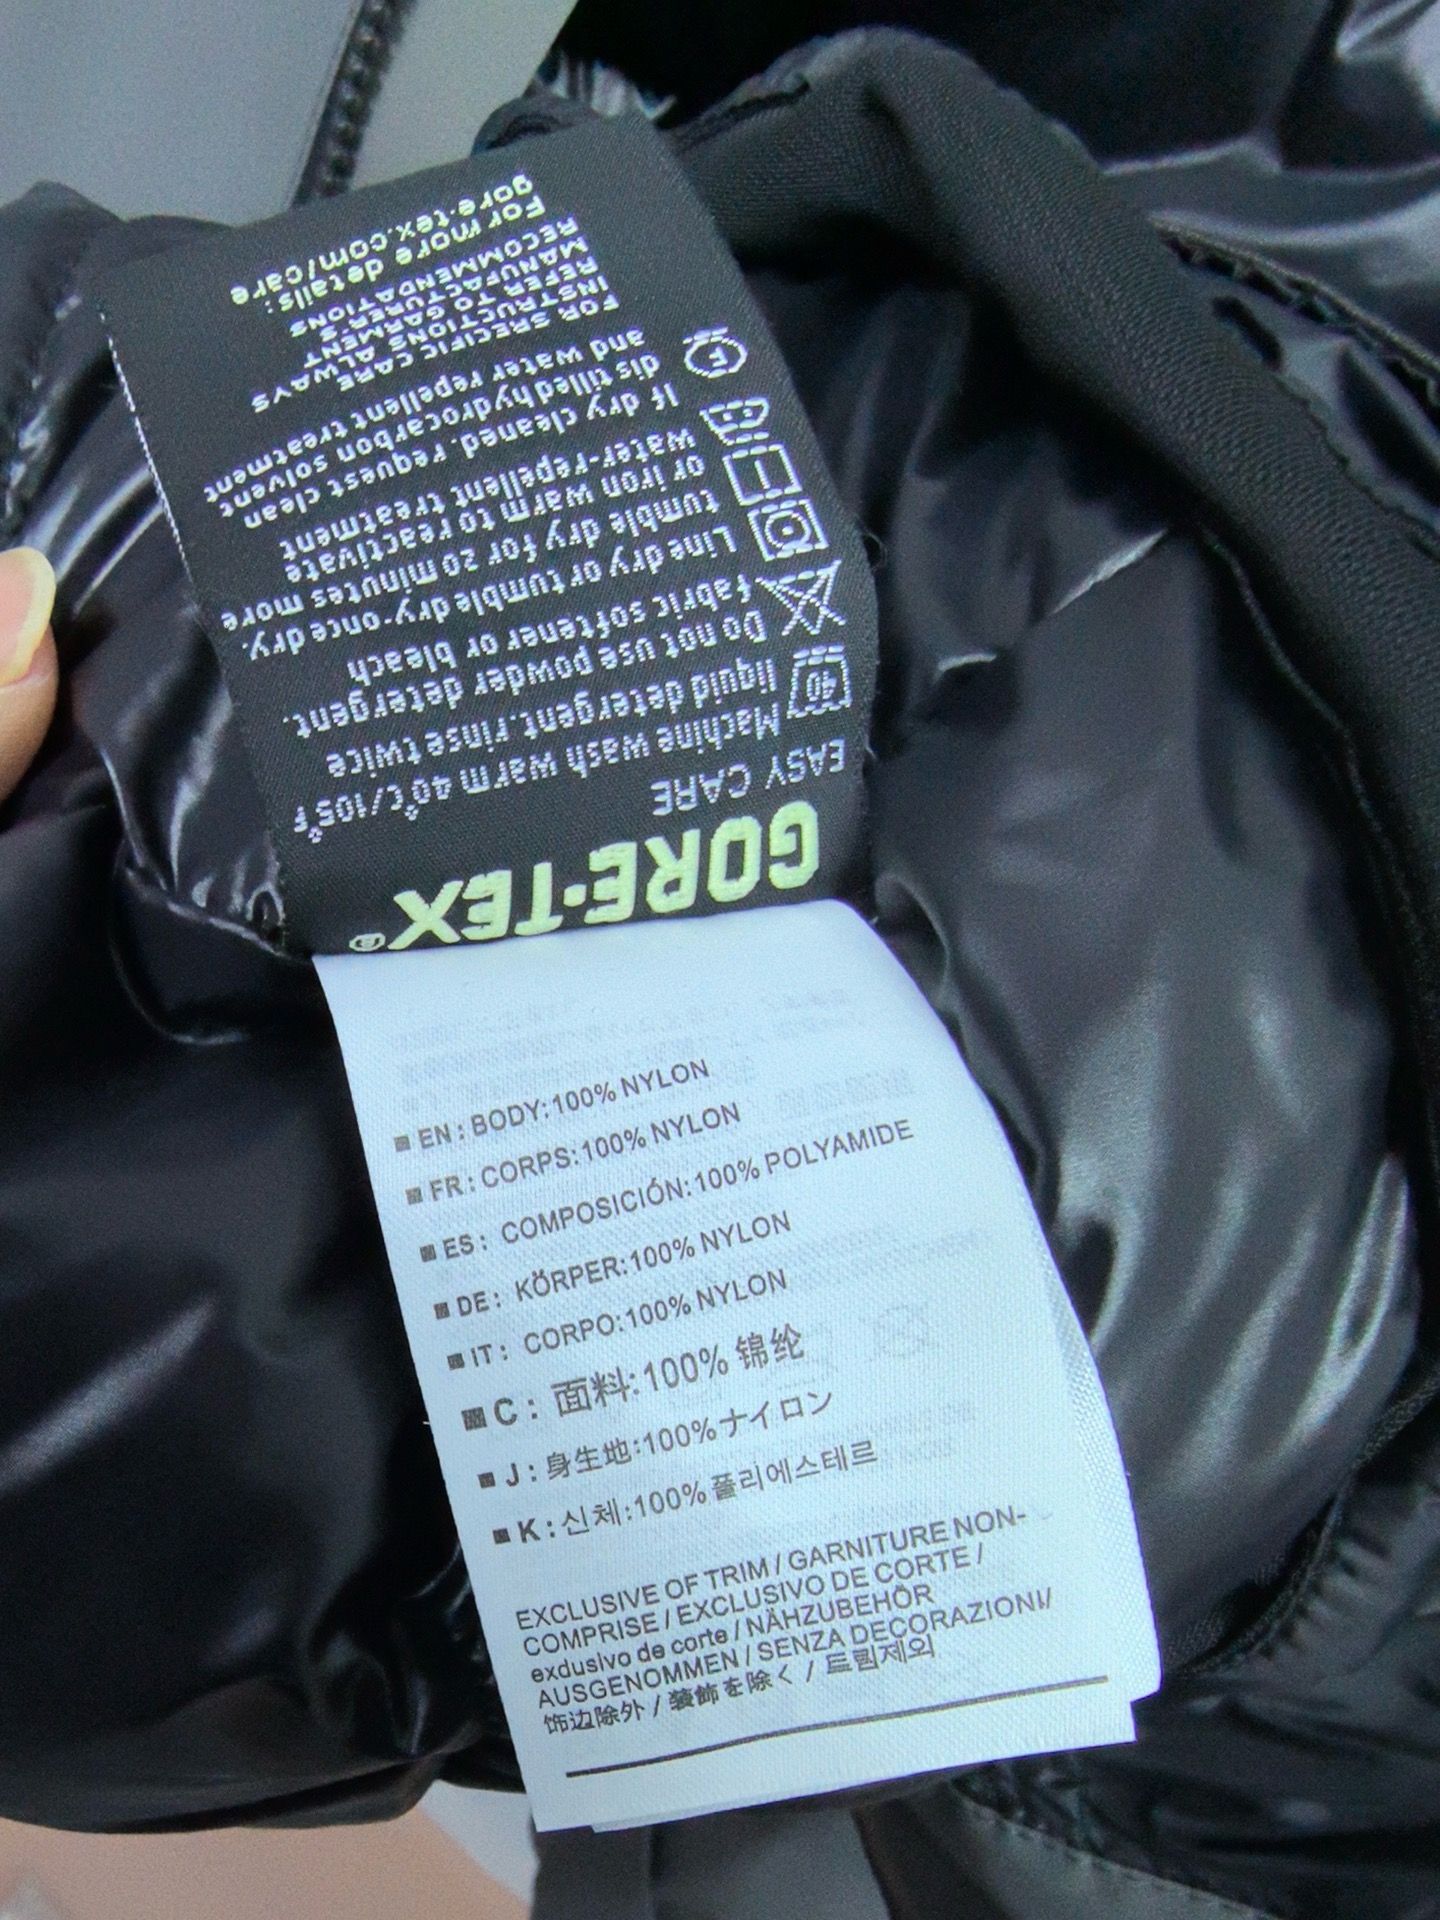 GORE-TEX®
EASY CARE
Machine wash warm 40℃/105°F
liquid detergent.rinse twice
Do not use powder detergent.
fabric softener or bleach
Line dry or tumble dry-once dry.
tumble dry for 20 minutes more
or iron warm to reactivate
water-repellent treatment
If dry cleaned. request clean
distilledhydrocarbon solvent
and water repellent treatment
FOR SRECIFIC CARE
INSTRUCTIONS ALWAYS
REFER TO GARMENT
MANUFACTURER'S
RECOMMENDATIONS
For more details:
gore-tex.com/care
40
F
EN: BODY:100% NYLON
FR: CORPS:100% NYLON
ES: COMPOSICIÓN:100% POLYAMIDE
DE: KÖRPER:100% NYLON
IT: CORPO:100% NYLON
C: 面料:100% 锦纶
J: 身生地:100%ナイロン
K: 신체:100%폴리에스테르
EXCLUSIVE OF TRIM / GARNITURE NON-
COMPRISE / EXCLUSIVO DE CORTE /
exdusivo de corte / NÄHZUBEHÖR
AUSGENOMMEN / SENZA DECORAZIONI/
饰边除外 / 装飾を除く / 트림제외